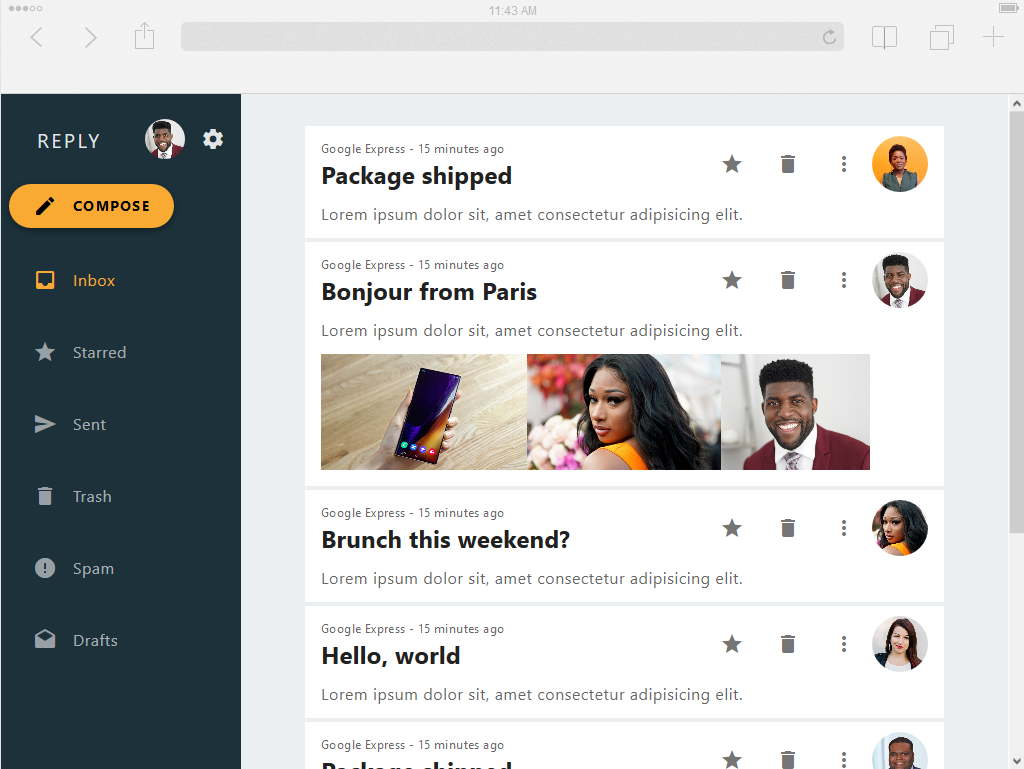 11:43 AM
REPLY
COMPOSE
Inbox
Starred
Sent
Trash
Spam
Drafts
Google Express - 15 minutes ago
Package shipped
Lorem ipsum dolor sit, amet consectetur adipisicing elit.
Google Express - 15 minutes ago
Bonjour from Paris
Lorem ipsum dolor sit, amet consectetur adipisicing elit.
Google Express - 15 minutes ago
Brunch this weekend?
Lorem ipsum dolor sit, amet consectetur adipisicing elit.
Google Express - 15 minutes ago
Hello, world
Lorem ipsum dolor sit, amet consectetur adipisicing elit.
Google Express - 15 minutes ago
Package shipped